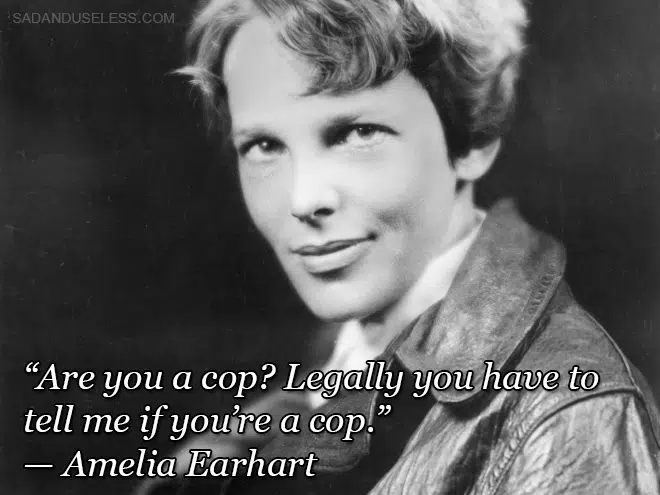 SADANDUSELESS.COM
“Are you a cop? Legally you have to
tell me if you’re a cop.”
— Amelia Earhart